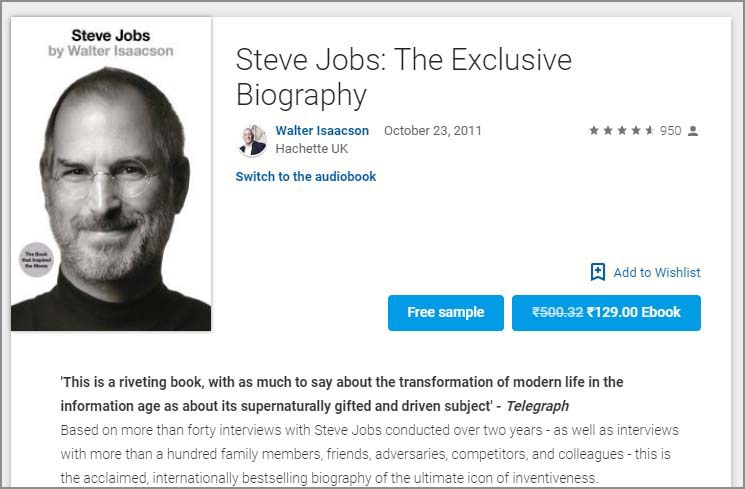 Steve Jobs
by Walter Isaacson
The Book
that Inspired
the Movie
Steve Jobs: The Exclusive
Biography
Walter Isaacson October 23, 2011
Hachette UK
950
Switch to the audiobook
Add to Wishlist
Free sample
₹500.32 ₹129.00 Ebook
'This is a riveting book, with as much to say about the transformation of modern life in the
information age as about its supernaturally gifted and driven subject' - Telegraph
Based on more than forty interviews with Steve Jobs conducted over two years - as well as interviews
with more than a hundred family members, friends, adversaries, competitors, and colleagues - this is
the acclaimed, internationally bestselling biography of the ultimate icon of inventiveness.